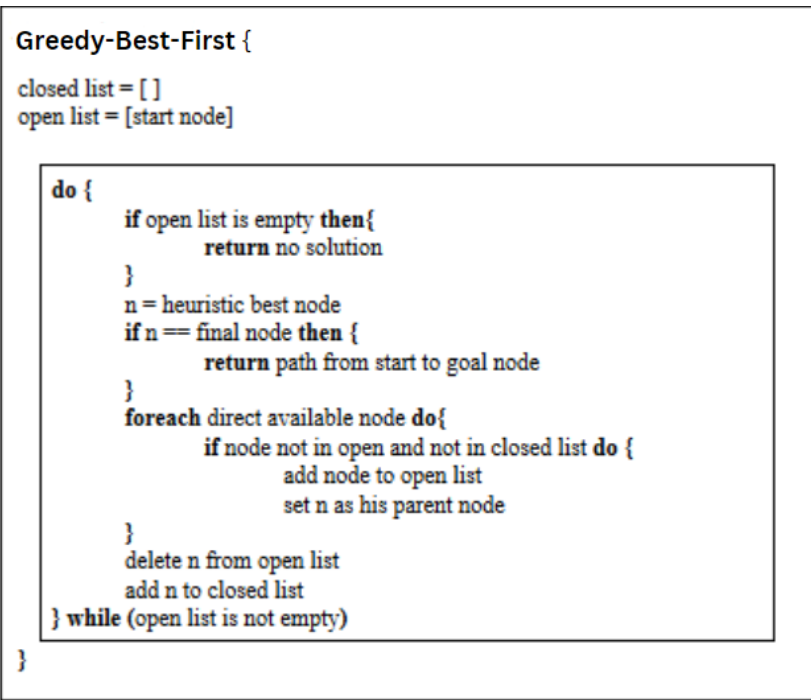 Greedy-Best-First {
closed list = [ ]
open list = [start node]
do {
if open list is empty then{
return no solution
}
n = heuristic best node
if n == final node then {
return path from start to goal node
}
foreach direct available node do{
if node not in open and not in closed list do {
add node to open list
set n as his parent node
}
delete n from open list
add n to closed list
} while (open list is not empty)
}